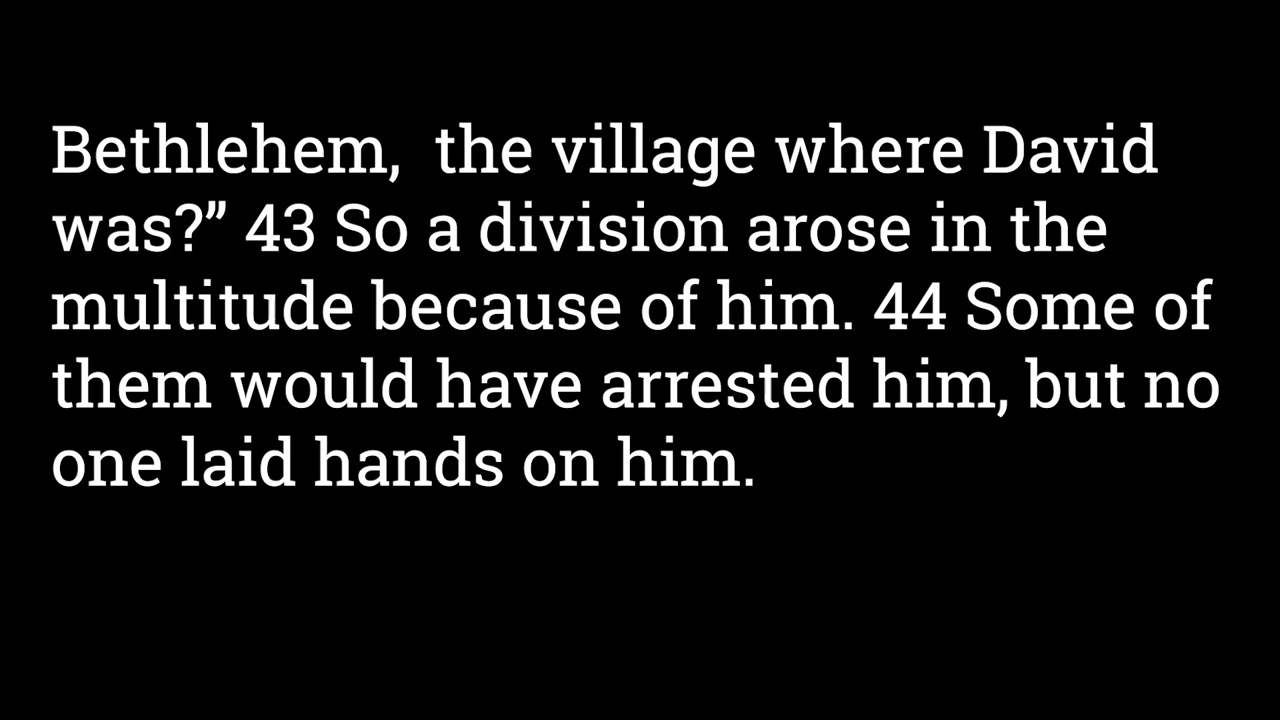 Bethlehem,  the village where David
was?” 43 So a division arose in the
multitude because of him. 44 Some of
them would have arrested him, but no
one laid hands on him.